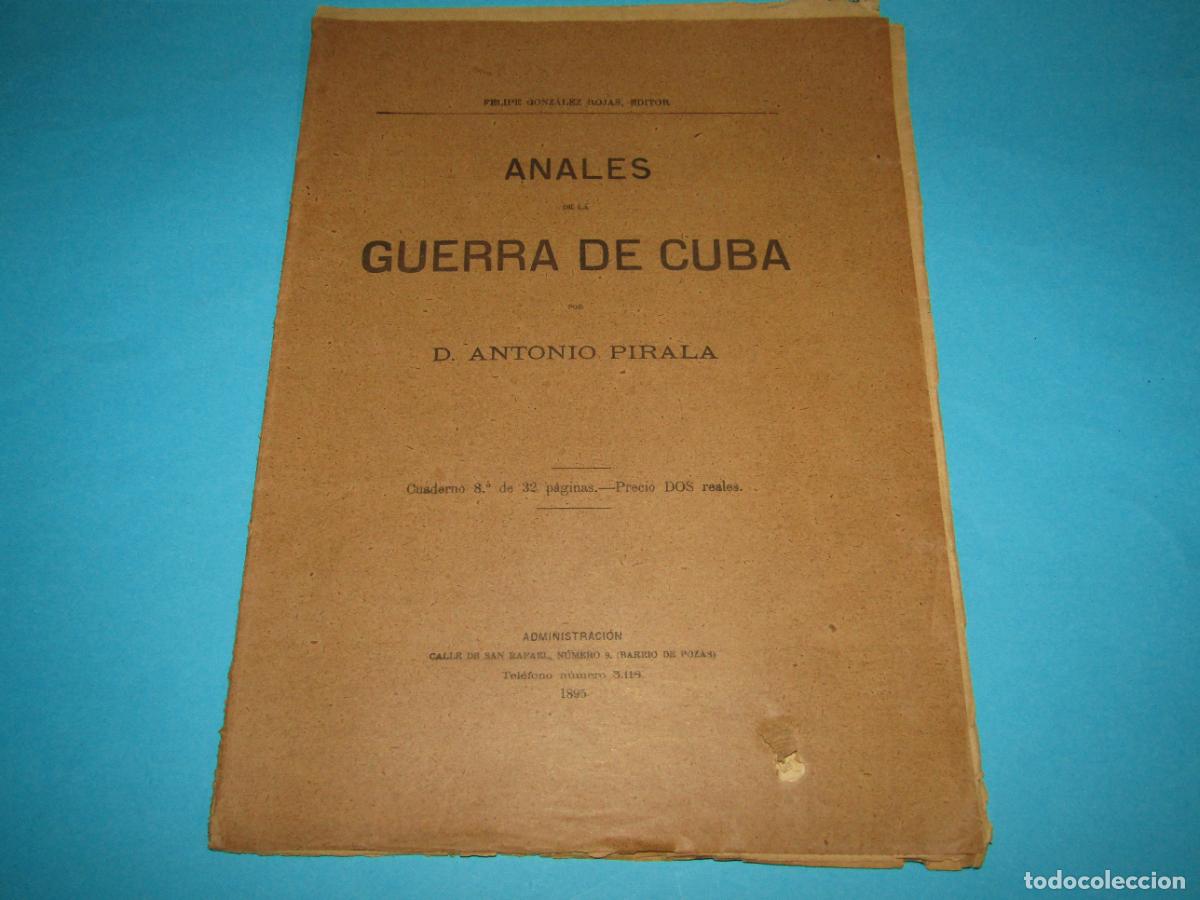 FELIPE GONZÁLEZ ROJAS, EDITOR
ANALES
DE LA
GUERRA DE CUBA
POR
D. ANTONIO PIRALA
Cuaderno 8.º de 32 páginas.—Precio DOS reales.
ADMINISTRACIÓN
CALLE DE SAN RAFAEL, NÚMERO 9. (BARRIO DE POZAS)
Teléfono número 3.118.
1895
todocoleccion